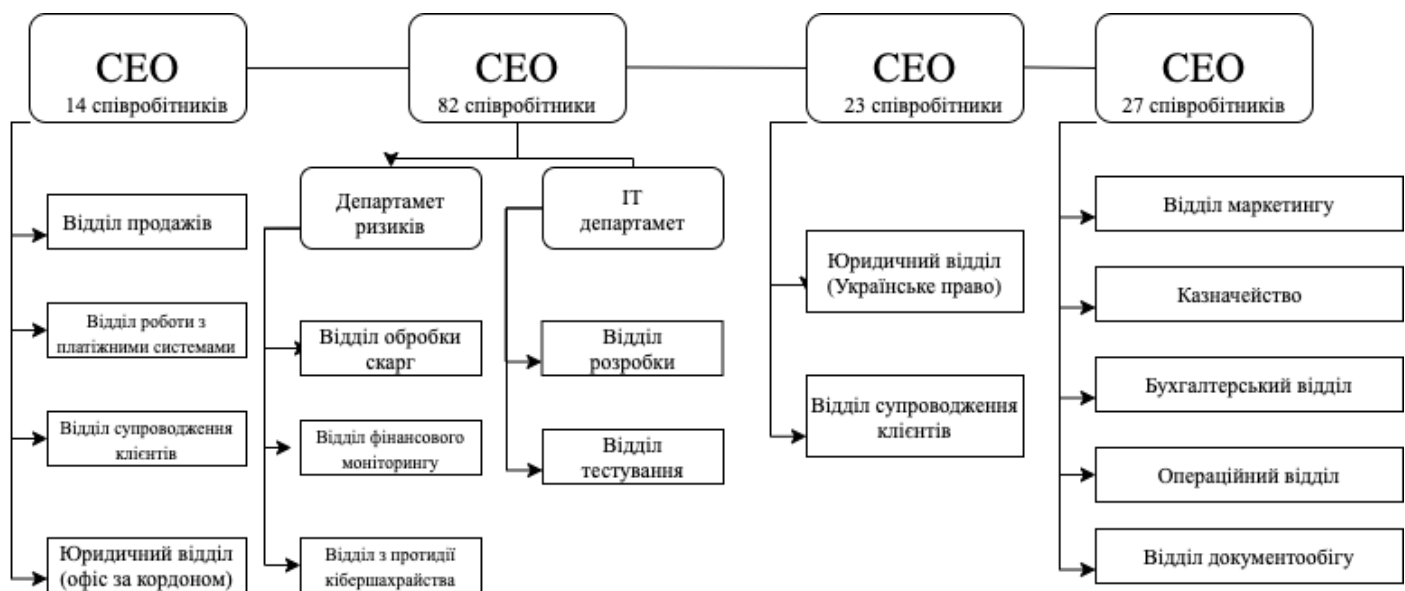 CEO
14 співробітників
CEO
82 співробітники
CEO
23 співробітники
CEO
27 співробітників
Відділ продажів
Відділ роботи з
платіжними системами
Відділ супроводження
клієнтів
Юридичний відділ
(офіс за кордоном)
Департамет
ризиків
Відділ обробки
скарг
Відділ фінансового
моніторингу
Відділ з протидії
кібершахрайства
ІТ
департамет
Відділ
розробки
Відділ
тестування
Юридичний відділ
(Українське право)
Відділ супроводження
клієнтів
Відділ маркетингу
Казначейство
Бухгалтерський відділ
Операційний відділ
Відділ документообігу